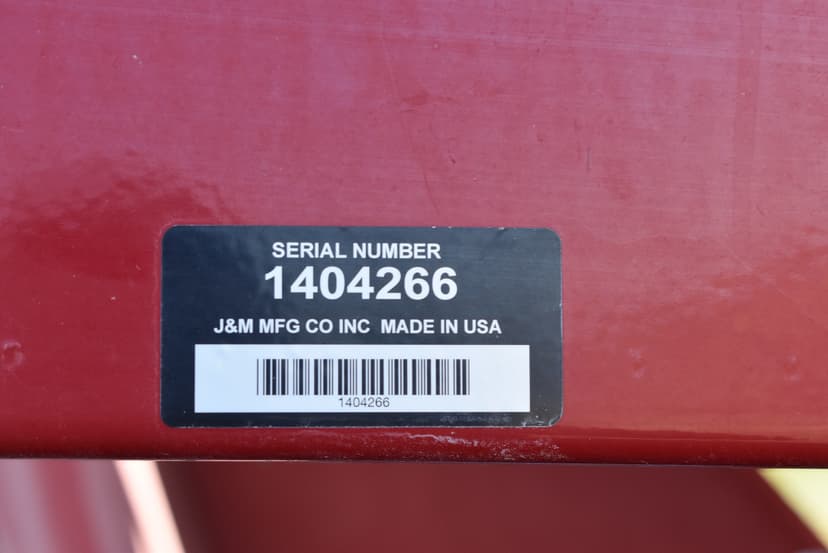 SERIAL NUMBER
1404266
J&M MFG CO INC  MADE IN USA
1404266